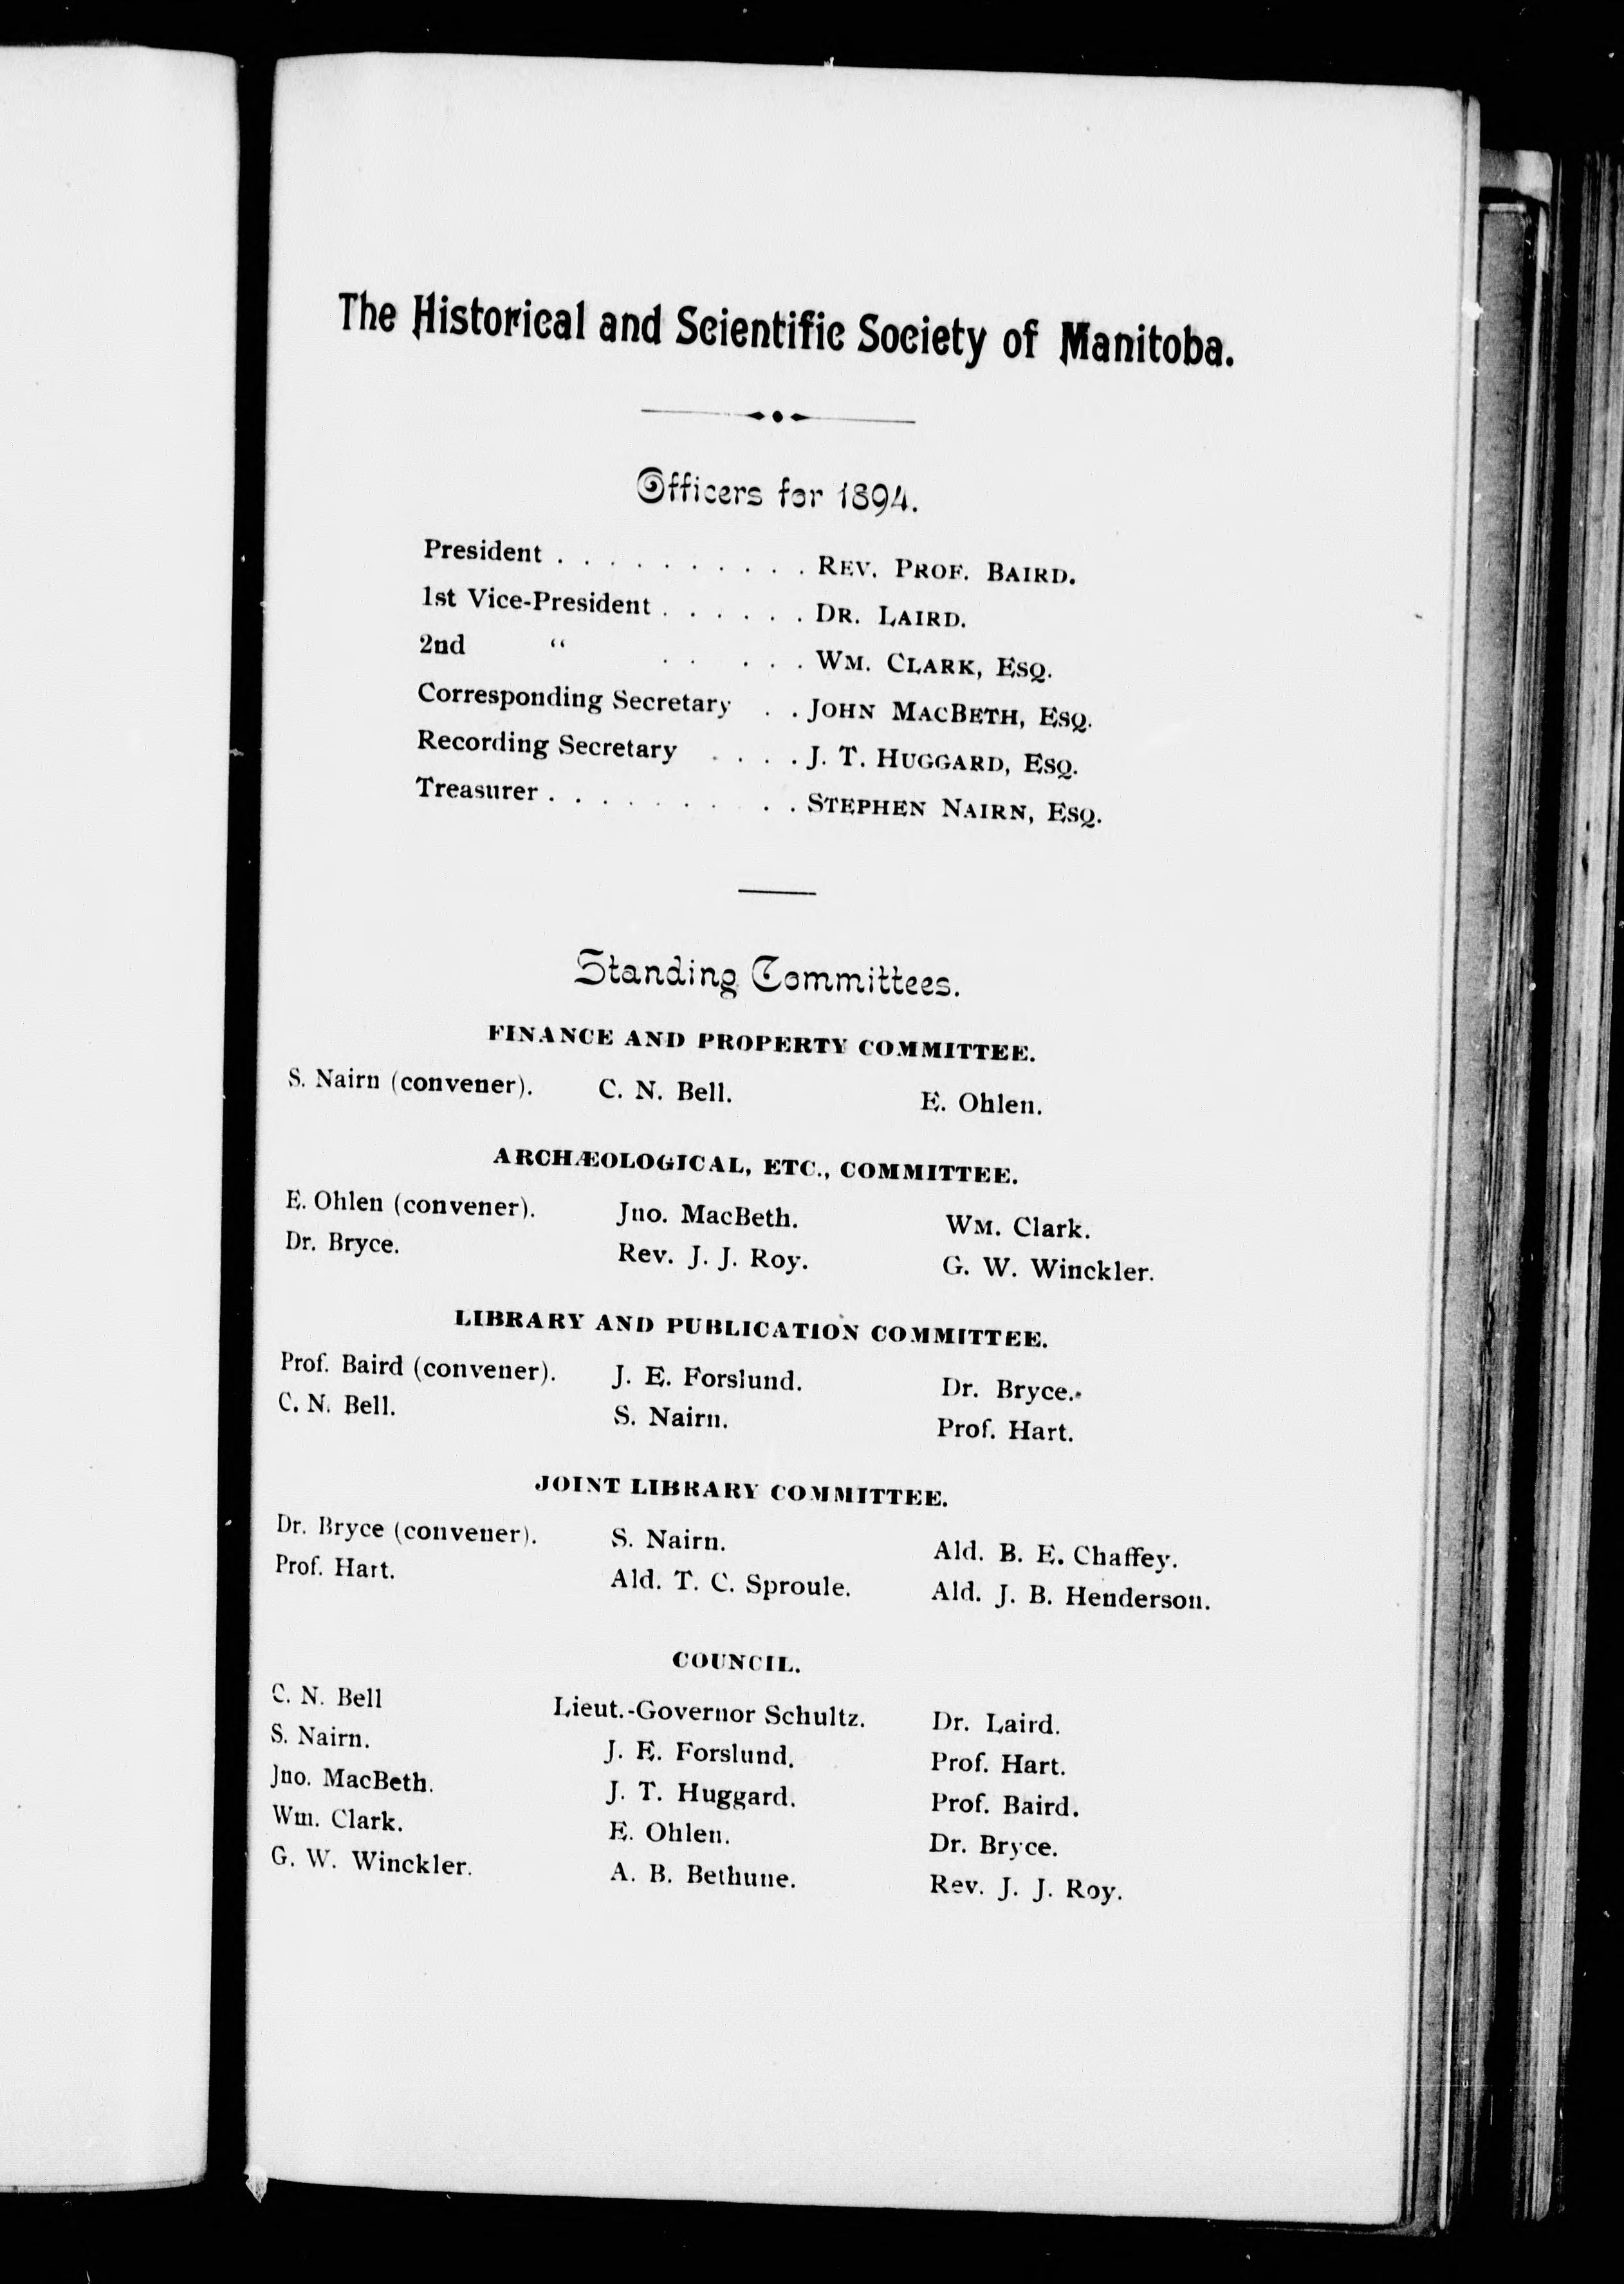 The Historical and Scientific Society of Manitoba.
Officers for 1894.
President . . . . . . . . . . REV. PROF. BAIRD.
1st Vice-President . . . . . . DR. LAIRD.
2nd “ . . . . . WM. CLARK, ESQ.
Corresponding Secretary . . JOHN MACBETH, ESQ.
Recording Secretary . . . . J. T. HUGGARD, ESQ.
Treasurer . . . . . . . . . STEPHEN NAIRN, ESQ.
Standing Committees.
FINANCE AND PROPERTY COMMITTEE.
S. Nairn (convener). C. N. Bell. E. Ohlen.
ARCHÆOLOGICAL, ETC., COMMITTEE.
E. Ohlen (convener). Jno. MacBeth. WM. Clark.
Dr. Bryce. Rev. J. J. Roy. G. W. Winckler.
LIBRARY AND PUBLICATION COMMITTEE.
Prof. Baird (convener). J. E. Forslund. Dr. Bryce.
C. N. Bell. S. Nairn. Prof. Hart.
JOINT LIBRARY COMMITTEE.
Dr. Bryce (convener). S. Nairn. Ald. B. E. Chaffey.
Prof. Hart. Ald. T. C. Sproule. Ald. J. B. Henderson.
COUNCIL.
C. N. Bell Lieut.-Governor Schultz. Dr. Laird.
S. Nairn. J. E. Forslund. Prof. Hart.
Jno. MacBeth. J. T. Huggard. Prof. Baird.
Wm. Clark. E. Ohlen. Dr. Bryce.
G. W. Winckler. A. B. Bethune. Rev. J. J. Roy.